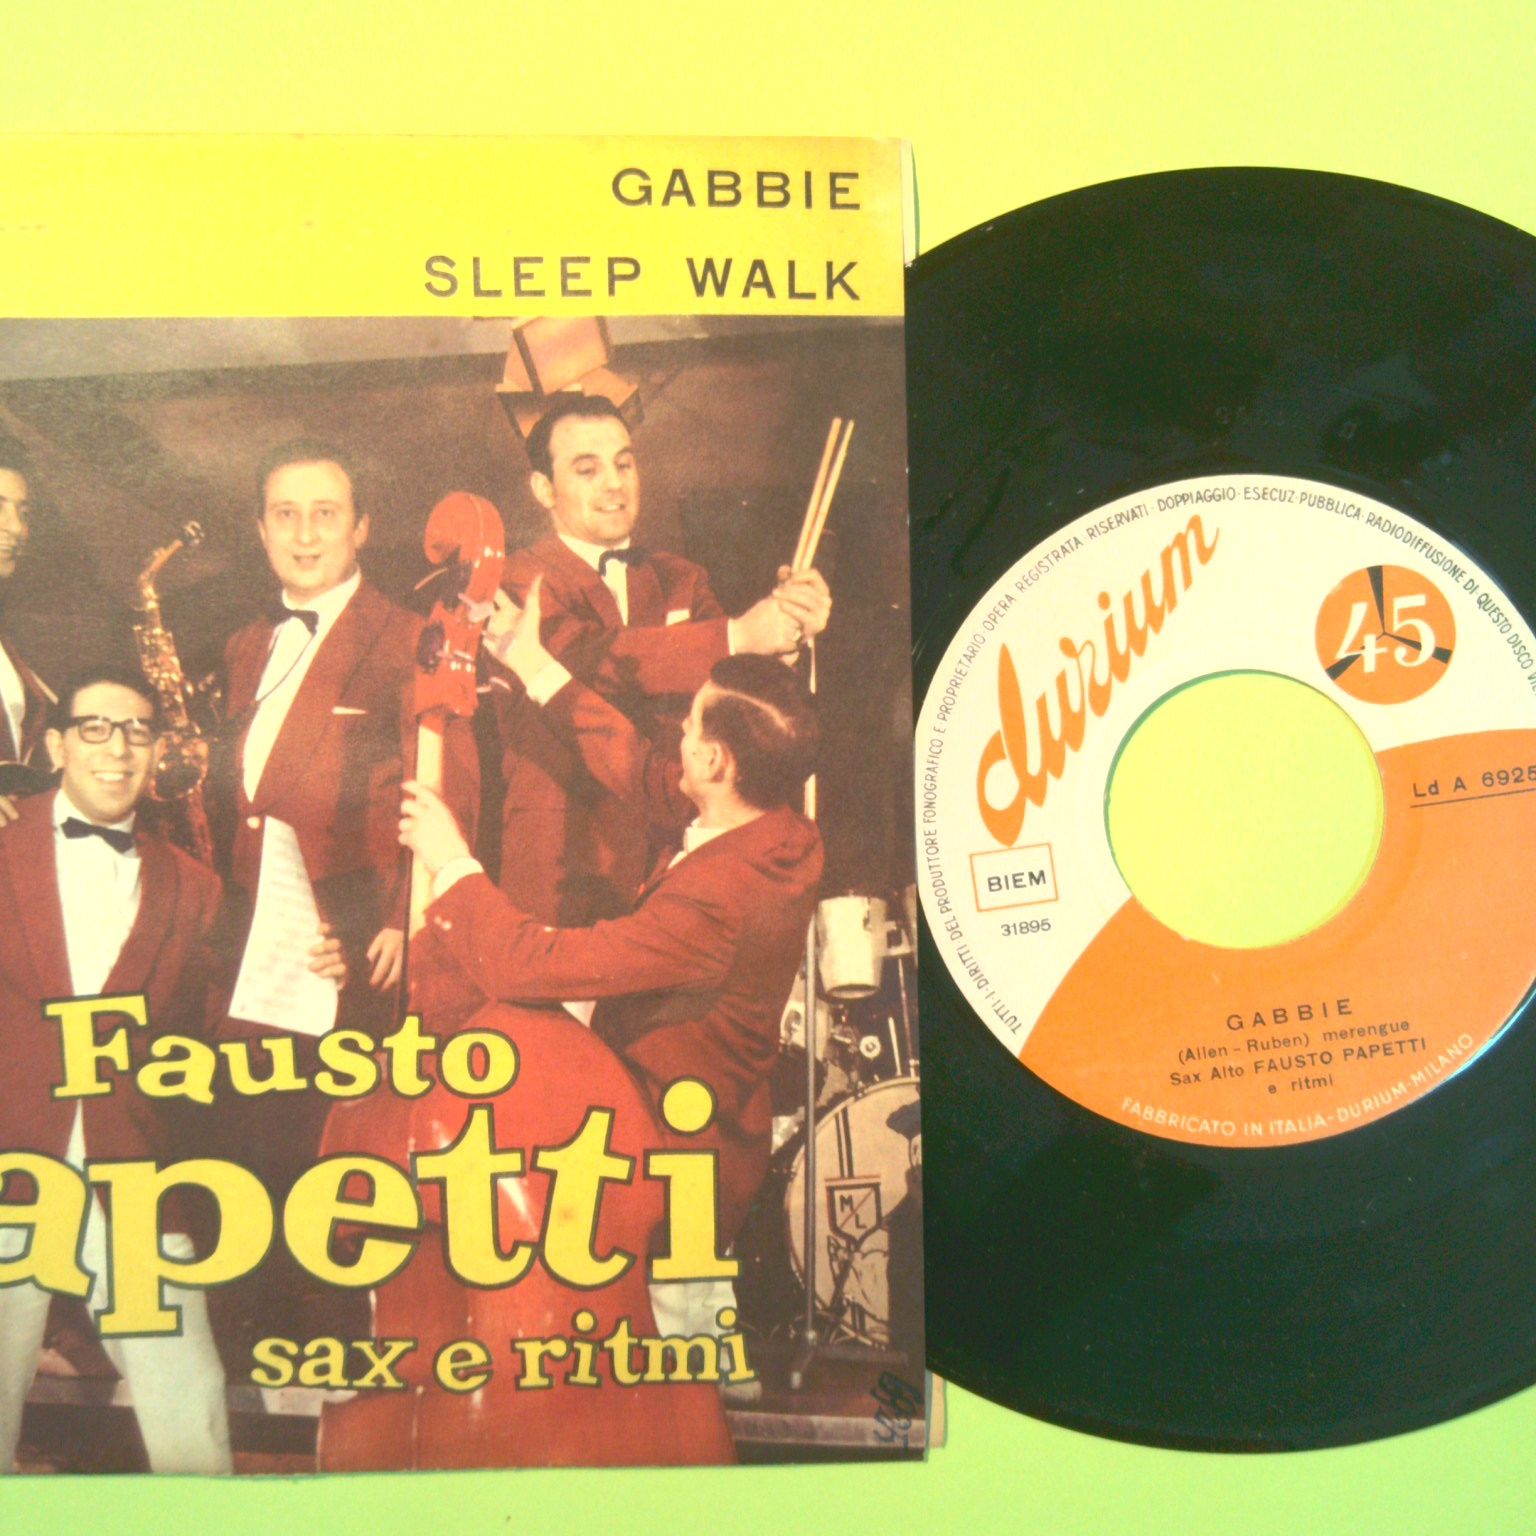 GABBIE
SLEEP WALK
Fausto
apetti
sax e ritmi
M
L
durium
45
Ld A 6925
BIEM
31895
GABBIE
(Allen - Ruben) merengue
Sax Alto FAUSTO PAPETTI
e ritmi
FABBRICATO IN ITALIA-DURIUM-MILANO
TUTTI·I·DIRITTI DEL PRODUTTORE FONOGRAFICO E·PROPRIETARIO·OPERA REGISTRATA RISERVATI·DOPPIAGGIO·ESECUZ·PUBBLICA·RADIODIFFUSIONE DI QUESTO DISCO